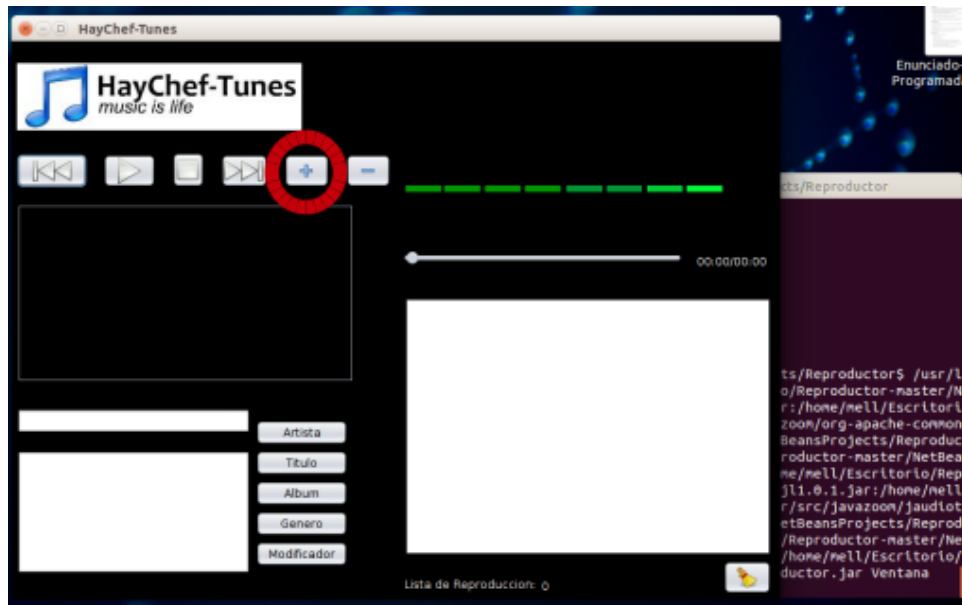 HayChef-Tunes
HayChef-Tunes
music is life
00:00/00:00
Artista
Titulo
Album
Genero
Modificador
Lista de Reproduccion: 0
Enunciado-
Programad
cts/Reproductor
ts/Reproductor$ /usr/l
o/Reproductor-master/N
r:/home/mell/Escritori
zoom/org-apache-common
BeansProjects/Reproduc
roductor-master/NetBea
me/mell/Escritorio/Rep
jl1.0.1.jar:/home/mell
r/src/javazoom/jaudiot
etBeansProjects/Reprod
/Reproductor-master/Ne
/home/mell/Escritorio/
ductor.jar Ventana